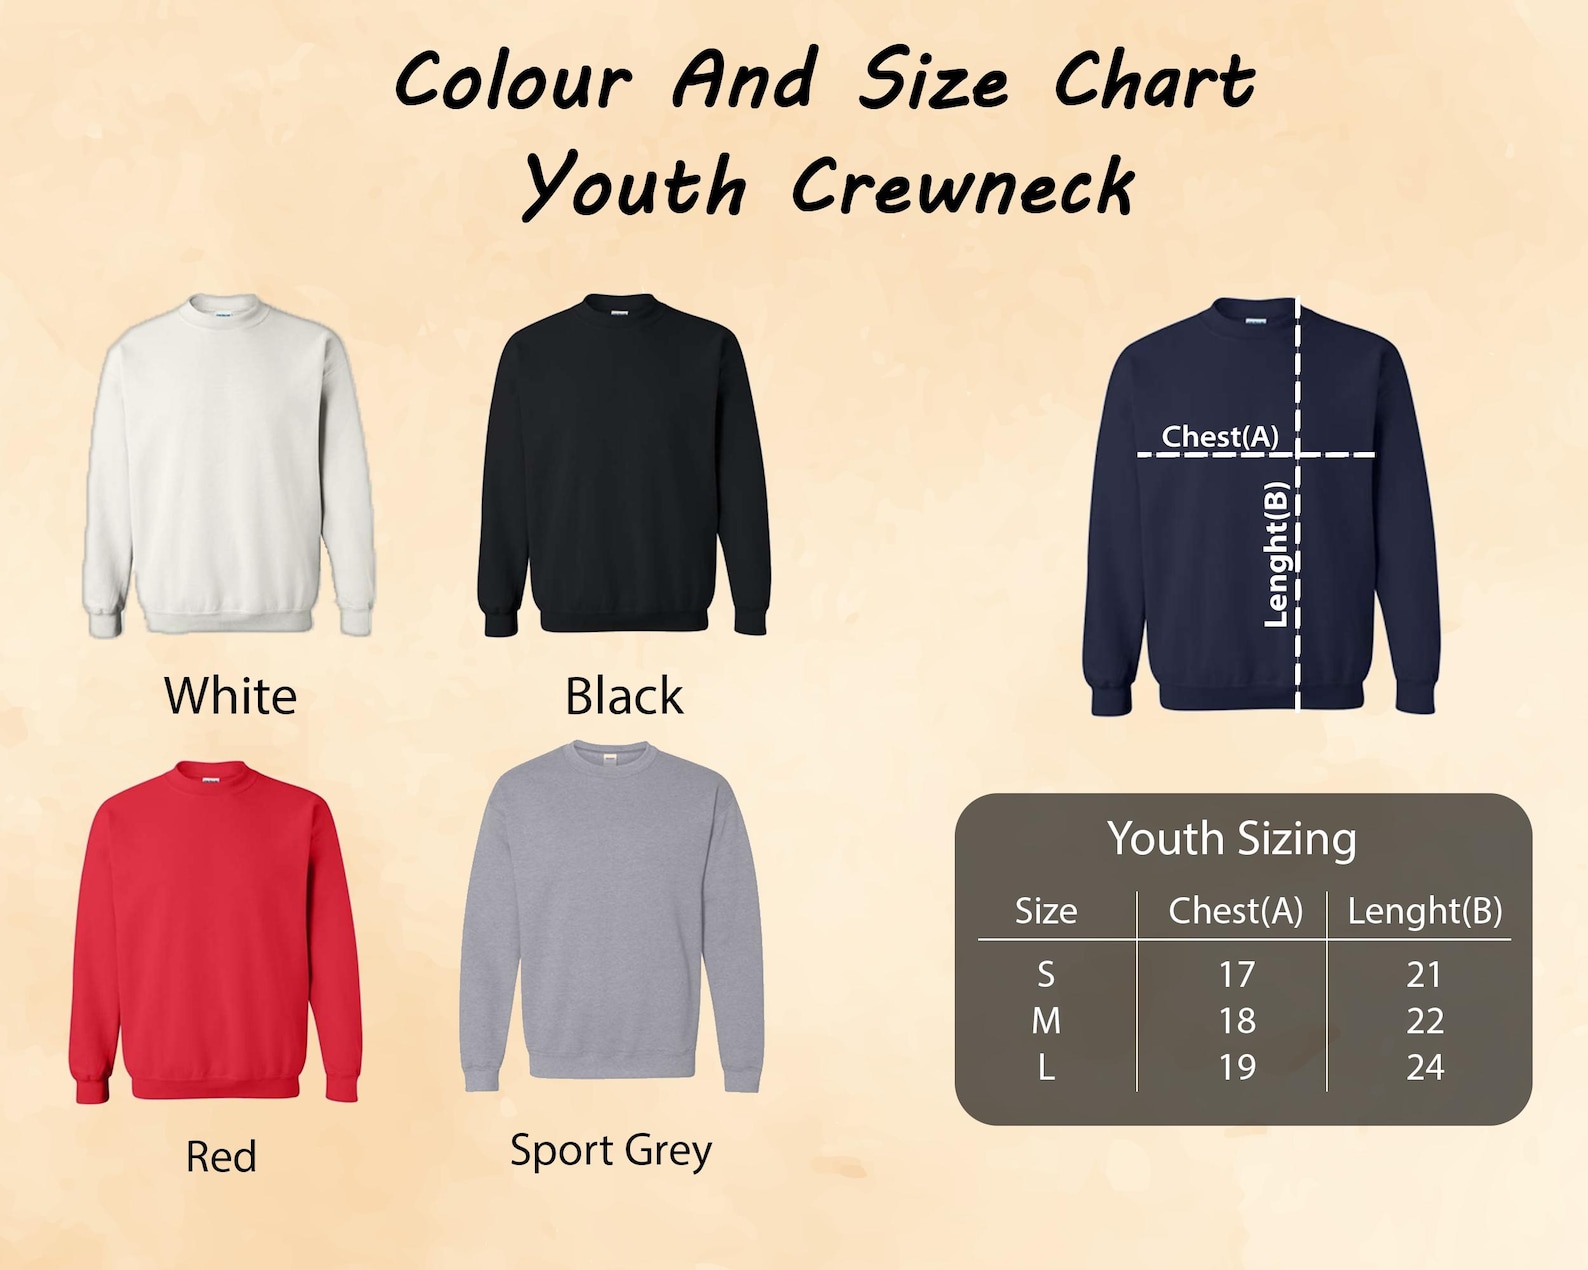 Colour And Size Chart
Youth Crewneck
White
Black
Red
Sport Grey
Chest(A)
Lenght(B)
Youth Sizing
Size Chest(A) Lenght(B)
S 17 21
M 18 22
L 19 24